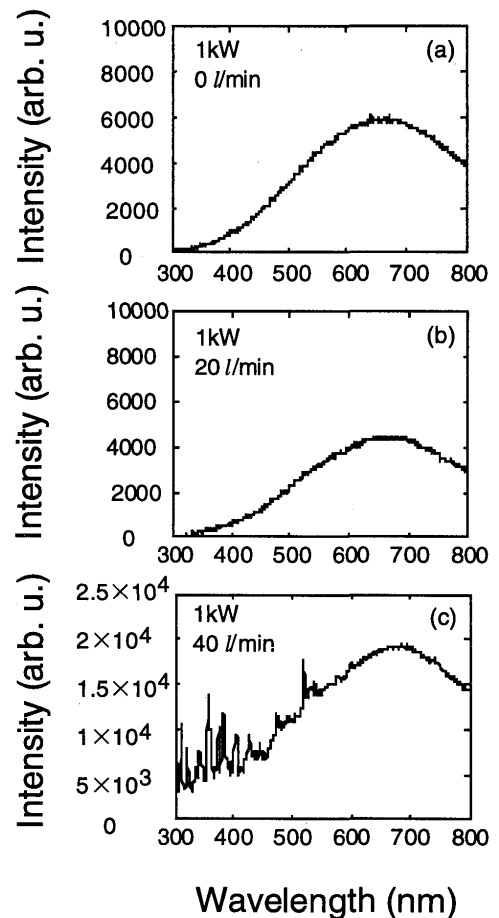 Intensity (arb. u.)
10000
8000
6000
4000
2000
0
1kW
0 l/min
(a)
300 400 500 600 700 800
Intensity (arb. u.)
10000
8000
6000
4000
2000
0
1kW
20 l/min
(b)
300 400 500 600 700 800
Intensity (arb. u.)
2.5×10⁴
2×10⁴
1.5×10⁴
1×10⁴
5×10³
0
1kW
40 l/min
(c)
300 400 500 600 700 800
Wavelength (nm)